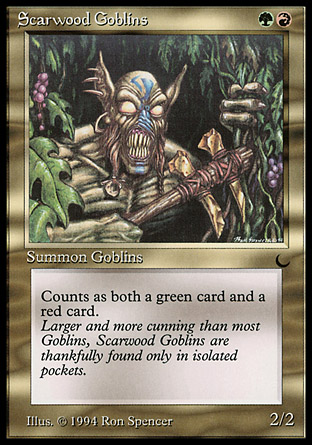 Scarwood Goblins
Summon Goblins
Counts as both a green card and a
red card.
Larger and more cunning than most
Goblins, Scarwood Goblins are
thankfully found only in isolated
pockets.
Illus. © 1994 Ron Spencer
2/2